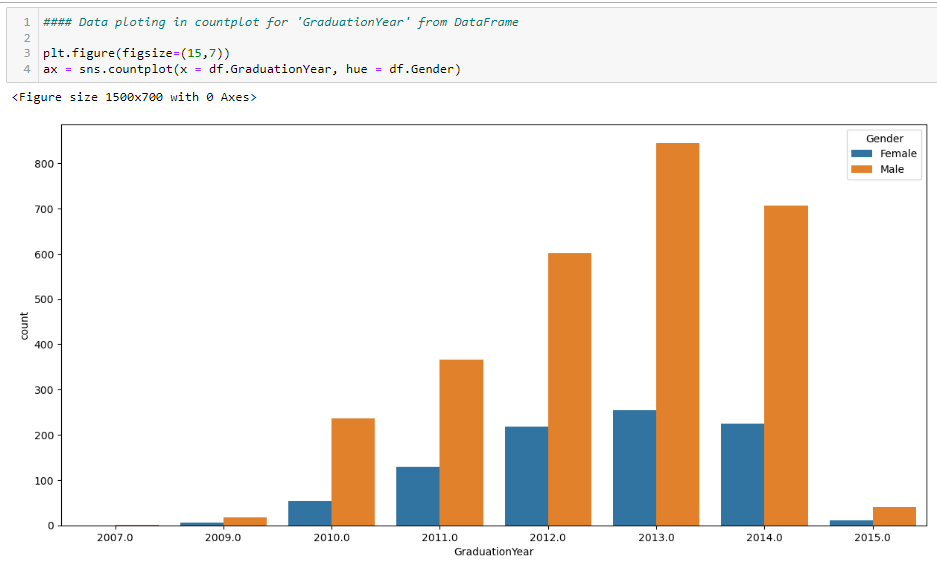 1 #### Data ploting in countplot for 'GraduationYear' from DataFrame
2
3 plt.figure(figsize=(15,7))
4 ax = sns.countplot(x = df.GraduationYear, hue = df.Gender)
<Figure size 1500x700 with 0 Axes>
Gender
Female
Male
800
700
600
500
400
300
200
100
0
count
2007.0 2009.0 2010.0 2011.0 2012.0 2013.0 2014.0 2015.0
GraduationYear